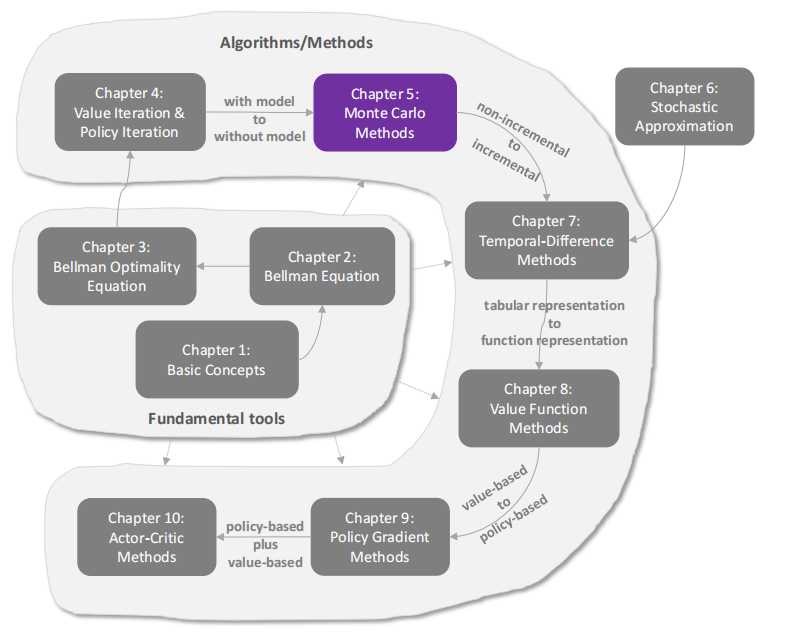 Algorithms/Methods
Chapter 4:
Value Iteration &
Policy Iteration
with model
to
without model
Chapter 5:
Monte Carlo
Methods
non-incremental
to
incremental
Chapter 6:
Stochastic
Approximation
Chapter 3:
Bellman Optimality
Equation
Chapter 2:
Bellman Equation
Chapter 7:
Temporal-Difference
Methods
Chapter 1:
Basic Concepts
tabular representation
to
function representation
Fundamental tools
Chapter 8:
Value Function
Methods
value-based
to
policy-based
Chapter 10:
Actor-Critic
Methods
policy-based
plus
value-based
Chapter 9:
Policy Gradient
Methods